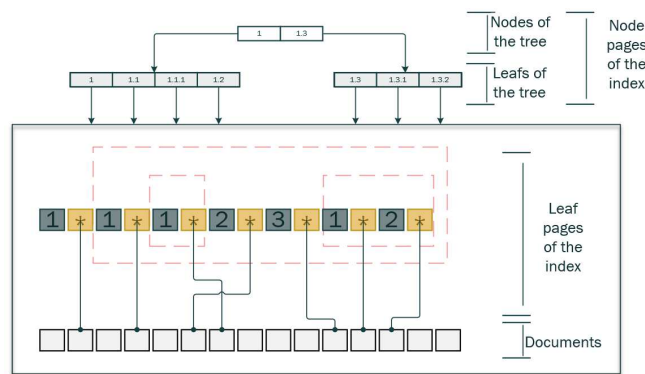 1 1.3
Nodes of
the tree
Node
pages
of the
index
1 1.1 1.1.1 1.2
1.3 1.3.1 1.3.2
Leafs of
the tree
1 * 1 * 1 * 2 * 3 * 1 * 2 *
Leaf
pages
of the
index
Documents